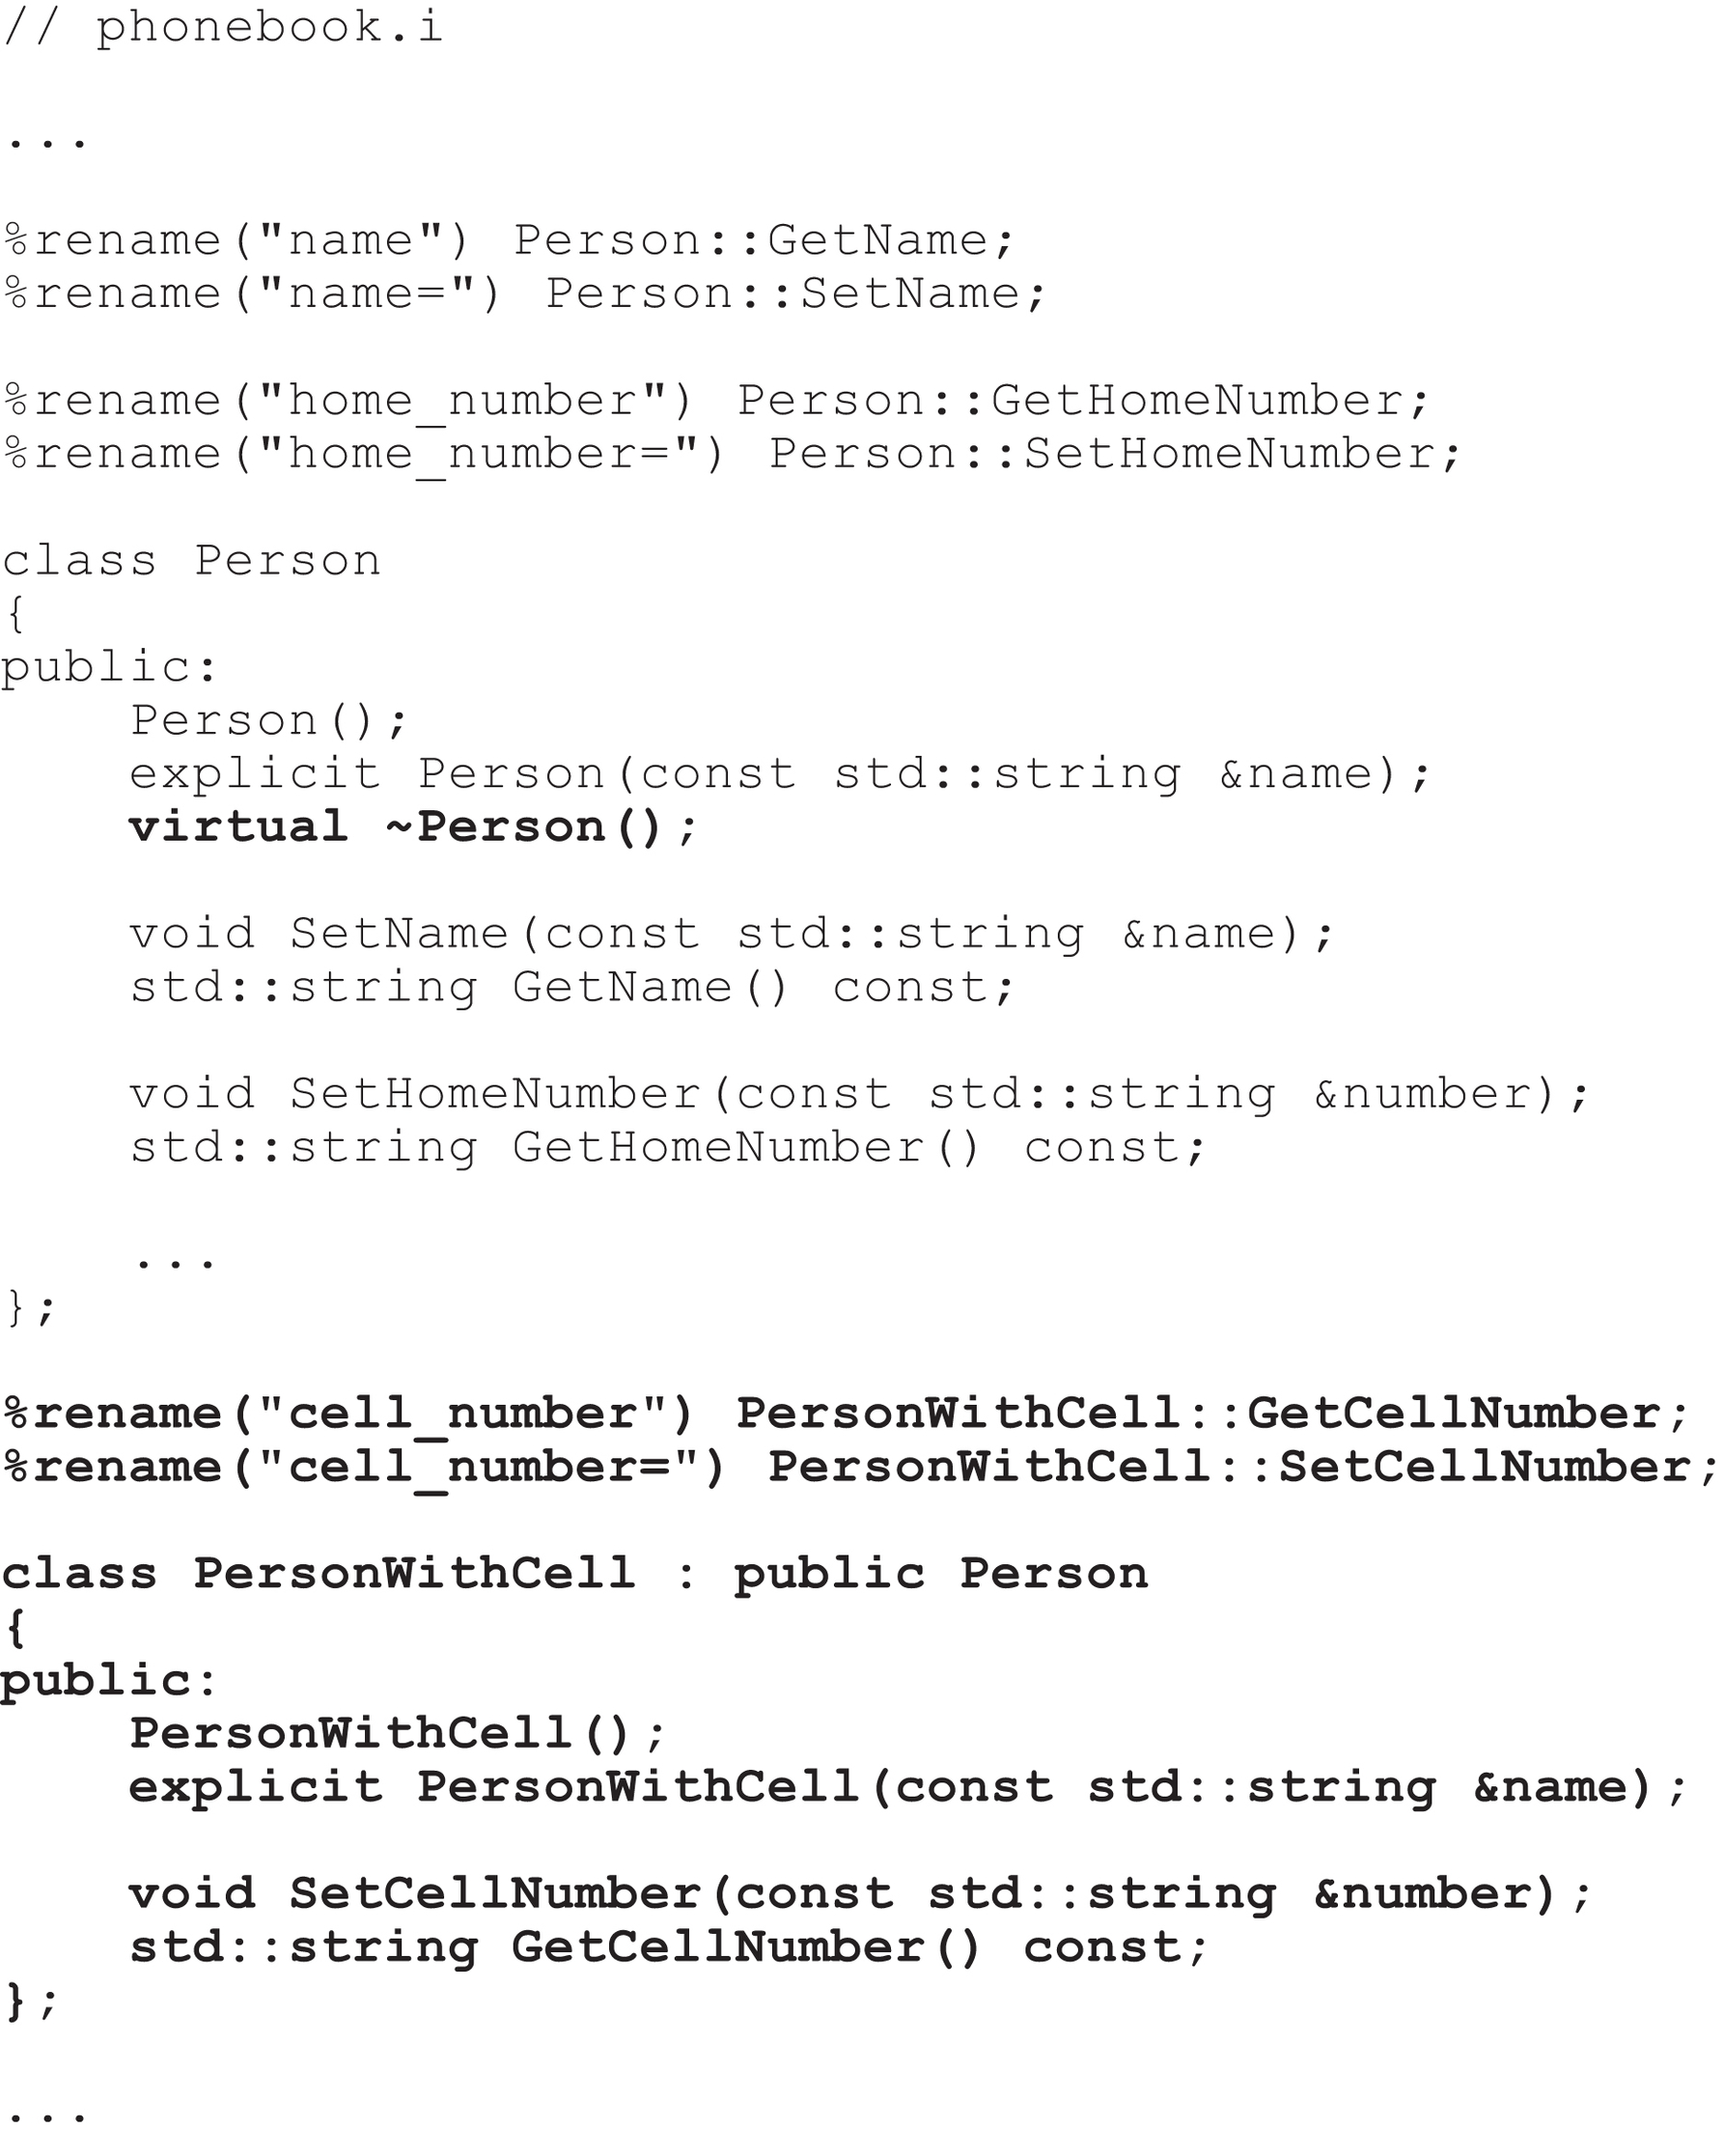 // phonebook.i
...
%rename("name") Person::GetName;
%rename("name=") Person::SetName;
%rename("home_number") Person::GetHomeNumber;
%rename("home_number=") Person::SetHomeNumber;
class Person
{
public:
    Person();
    explicit Person(const std::string &name);
    virtual ~Person();
    void SetName(const std::string &name);
    std::string GetName() const;
    void SetHomeNumber(const std::string &number);
    std::string GetHomeNumber() const;
    ...
};
%rename("cell_number") PersonWithCell::GetCellNumber;
%rename("cell_number=") PersonWithCell::SetCellNumber;
class PersonWithCell : public Person
{
public:
    PersonWithCell();
    explicit PersonWithCell(const std::string &name);
    void SetCellNumber(const std::string &number);
    std::string GetCellNumber() const;
};
...